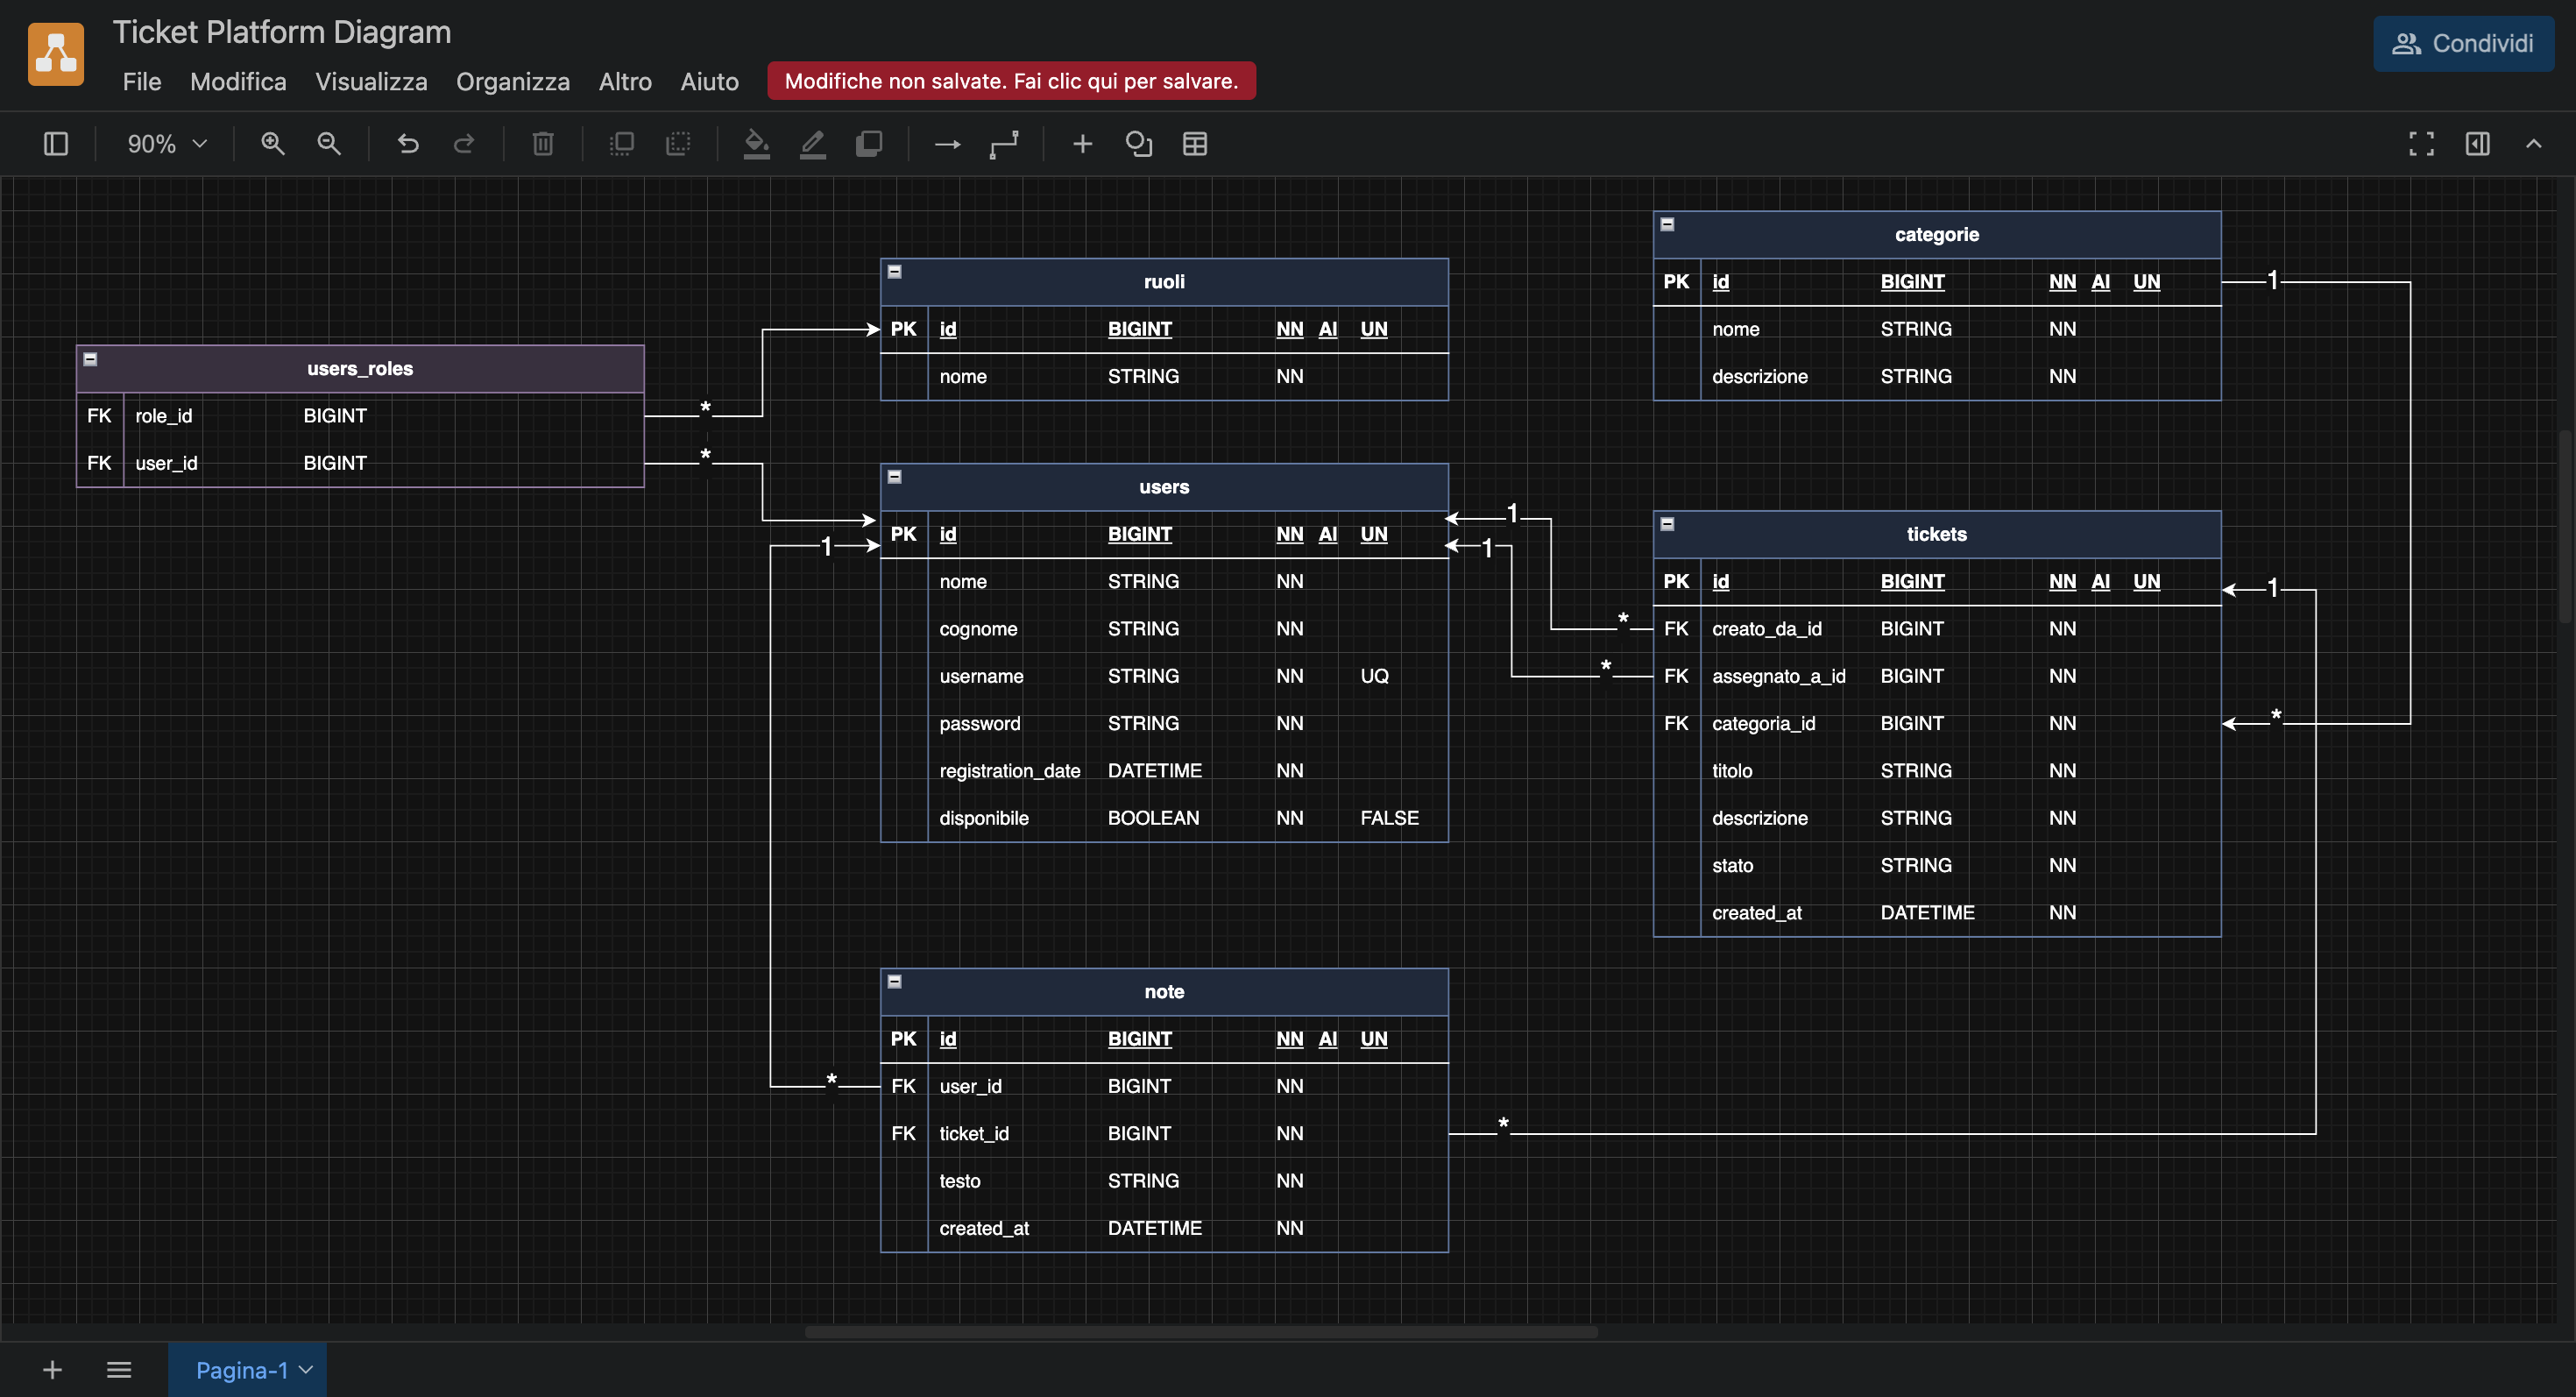 Ticket Platform Diagram
File Modifica Visualizza Organizza Altro Aiuto Modifiche non salvate. Fai clic qui per salvare.
Condividi
90%
users_roles
FK role_id BIGINT
FK user_id BIGINT
*
*
ruoli
PK id BIGINT NN AI UN
nome STRING NN
users
PK id BIGINT NN AI UN
nome STRING NN
cognome STRING NN
username STRING NN UQ
password STRING NN
registration_date DATETIME NN
disponibile BOOLEAN NN FALSE
1
*
1
1
*
*
note
PK id BIGINT NN AI UN
FK user_id BIGINT NN
FK ticket_id BIGINT NN
testo STRING NN
created_at DATETIME NN
*
categorie
PK id BIGINT NN AI UN
nome STRING NN
descrizione STRING NN
1
tickets
PK id BIGINT NN AI UN
FK creato_da_id BIGINT NN
FK assegnato_a_id BIGINT NN
FK categoria_id BIGINT NN
titolo STRING NN
descrizione STRING NN
stato STRING NN
created_at DATETIME NN
1
*
Pagina-1